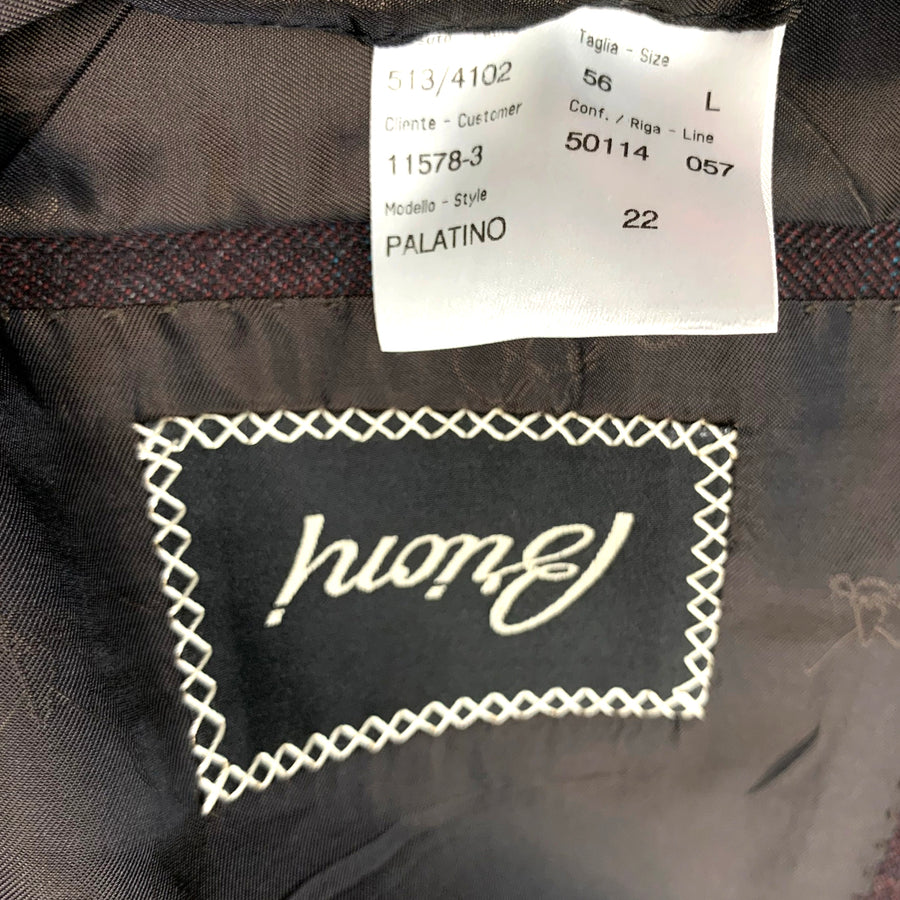 Taglia - Size
513/4102 56 L
Cliente - Customer Conf. / Riga - Line
11578-3 50114 057
Modello - Style
PALATINO 22
Brioni